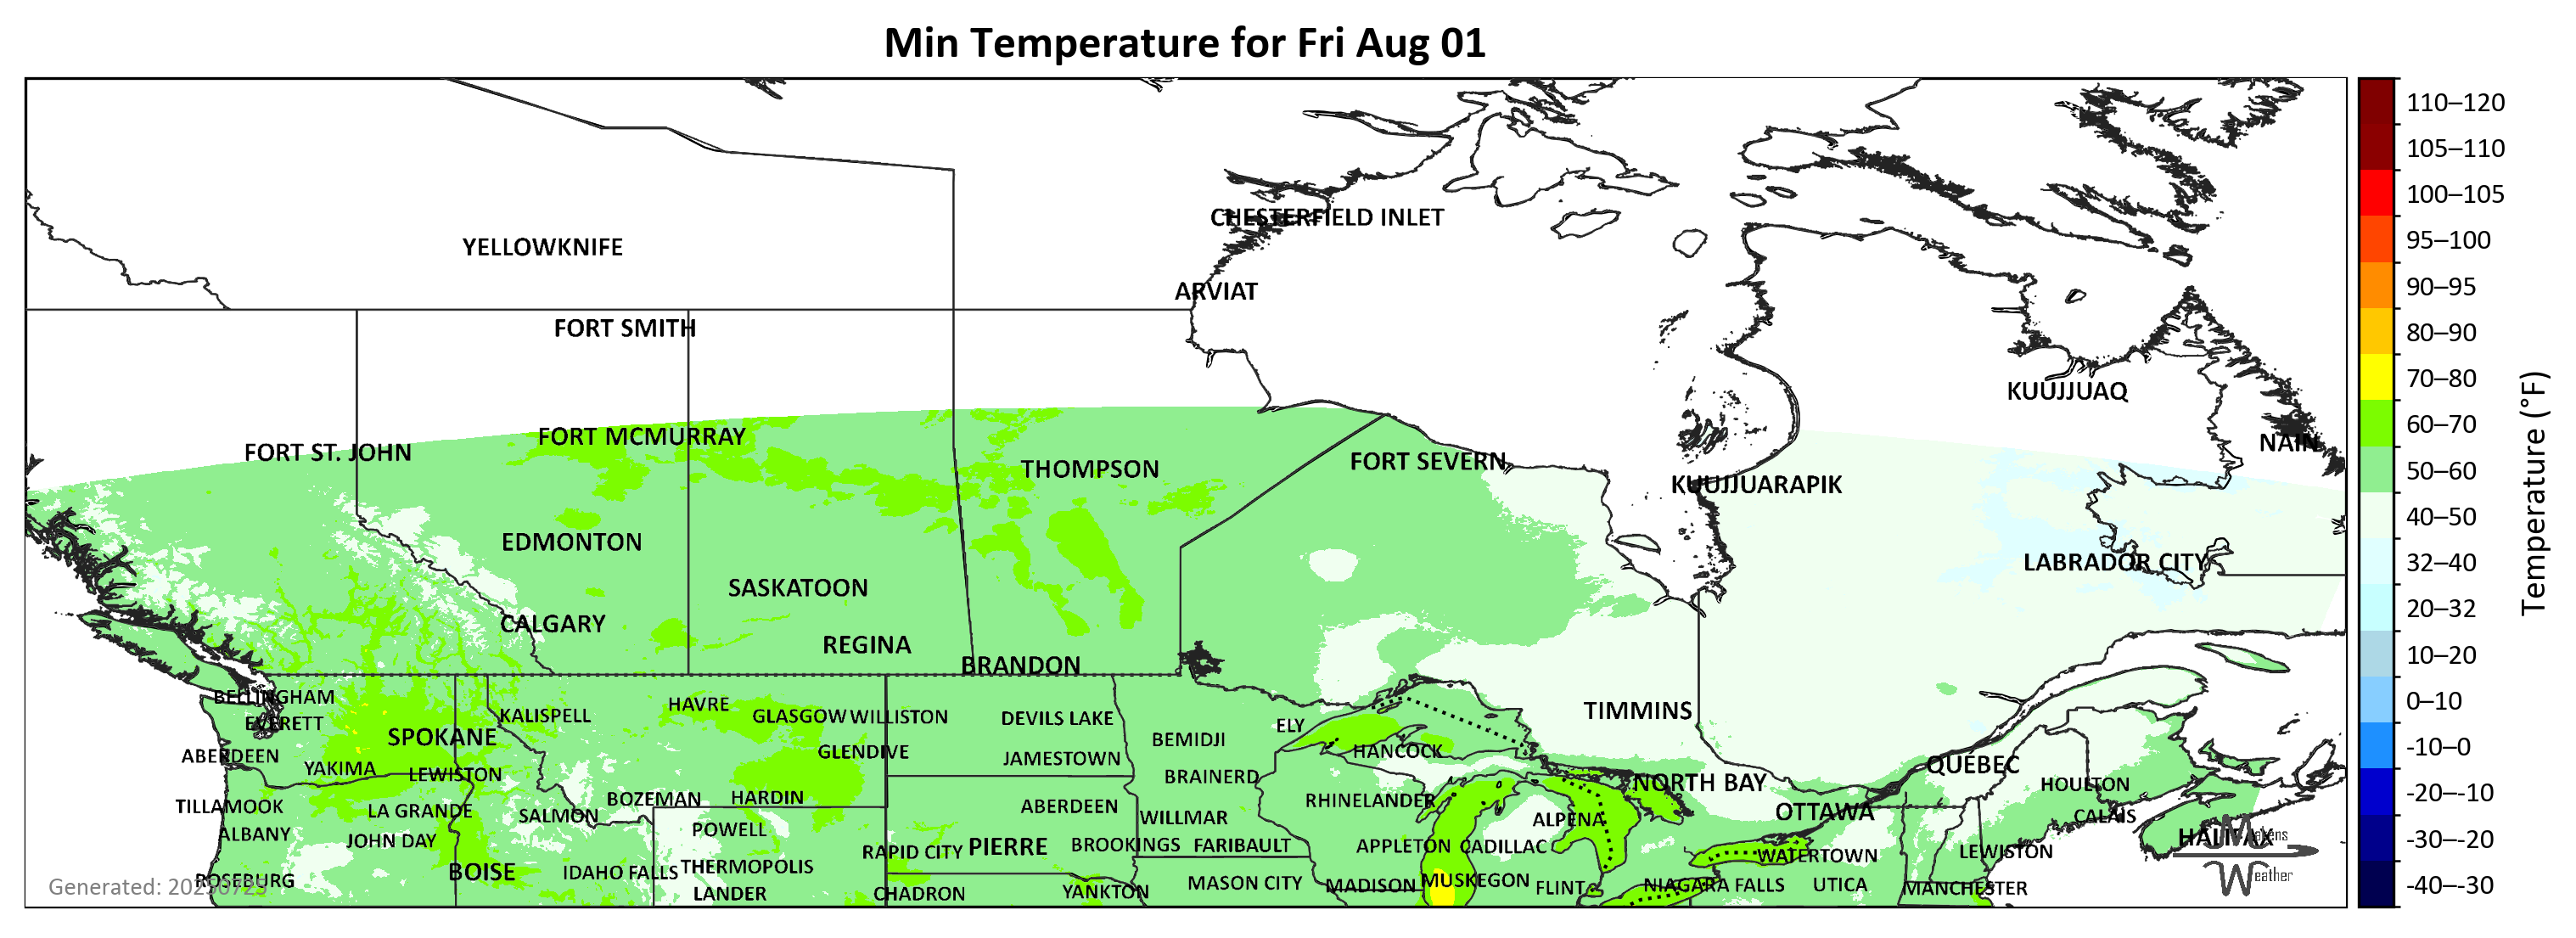 Min Temperature for Fri Aug 01
110–120
105–110
100–105
95–100
90–95
80–90
70–80
60–70
50–60
40–50
32–40
20–32
10–20
0–10
-10–0
-20–-10
-30–-20
-40–-30
Temperature (°F)
CHESTERFIELD INLET
YELLOWKNIFE
ARVIAT
FORT SMITH
KUUJJUAQ
FORT MCMURRAY
NAIN
FORT ST. JOHN
FORT SEVERN
THOMPSON
KUUJJUARAPIK
EDMONTON
LABRADOR CITY
SASKATOON
CALGARY
REGINA
BRANDON
BELLINGHAM
HAVRE
TIMMINS
KALISPELL
GLASGOW
WILLISTON
DEVILS LAKE
EVERETT
ELY
SPOKANE
BEMIDJI
GLENDIVE
HANCOCK
ABERDEEN
JAMESTOWN
QUÉBEC
YAKIMA
LEWISTON
BRAINERD
NORTH BAY
HOULTON
BOZEMAN
HARDIN
RHINELANDER
TILLAMOOK
ABERDEEN
LA GRANDE
SALMON
WILLMAR
ALPENA
OTTAWA
CALAIS
ALBANY
POWELL
HALIFAX
Makens
JOHN DAY
RAPID CITY
PIERRE
BROOKINGS
FARIBAULT
APPLETON
CADILLAC
WATERTOWN
LEWISTON
THERMOPOLIS
BOISE
IDAHO FALLS
Weather
ROSEBURG
MASON CITY
MADISON
MUSKEGON
FLINT
NIAGARA FALLS
UTICA
MANCHESTER
LANDER
CHADRON
YANKTON
Generated: 20250725